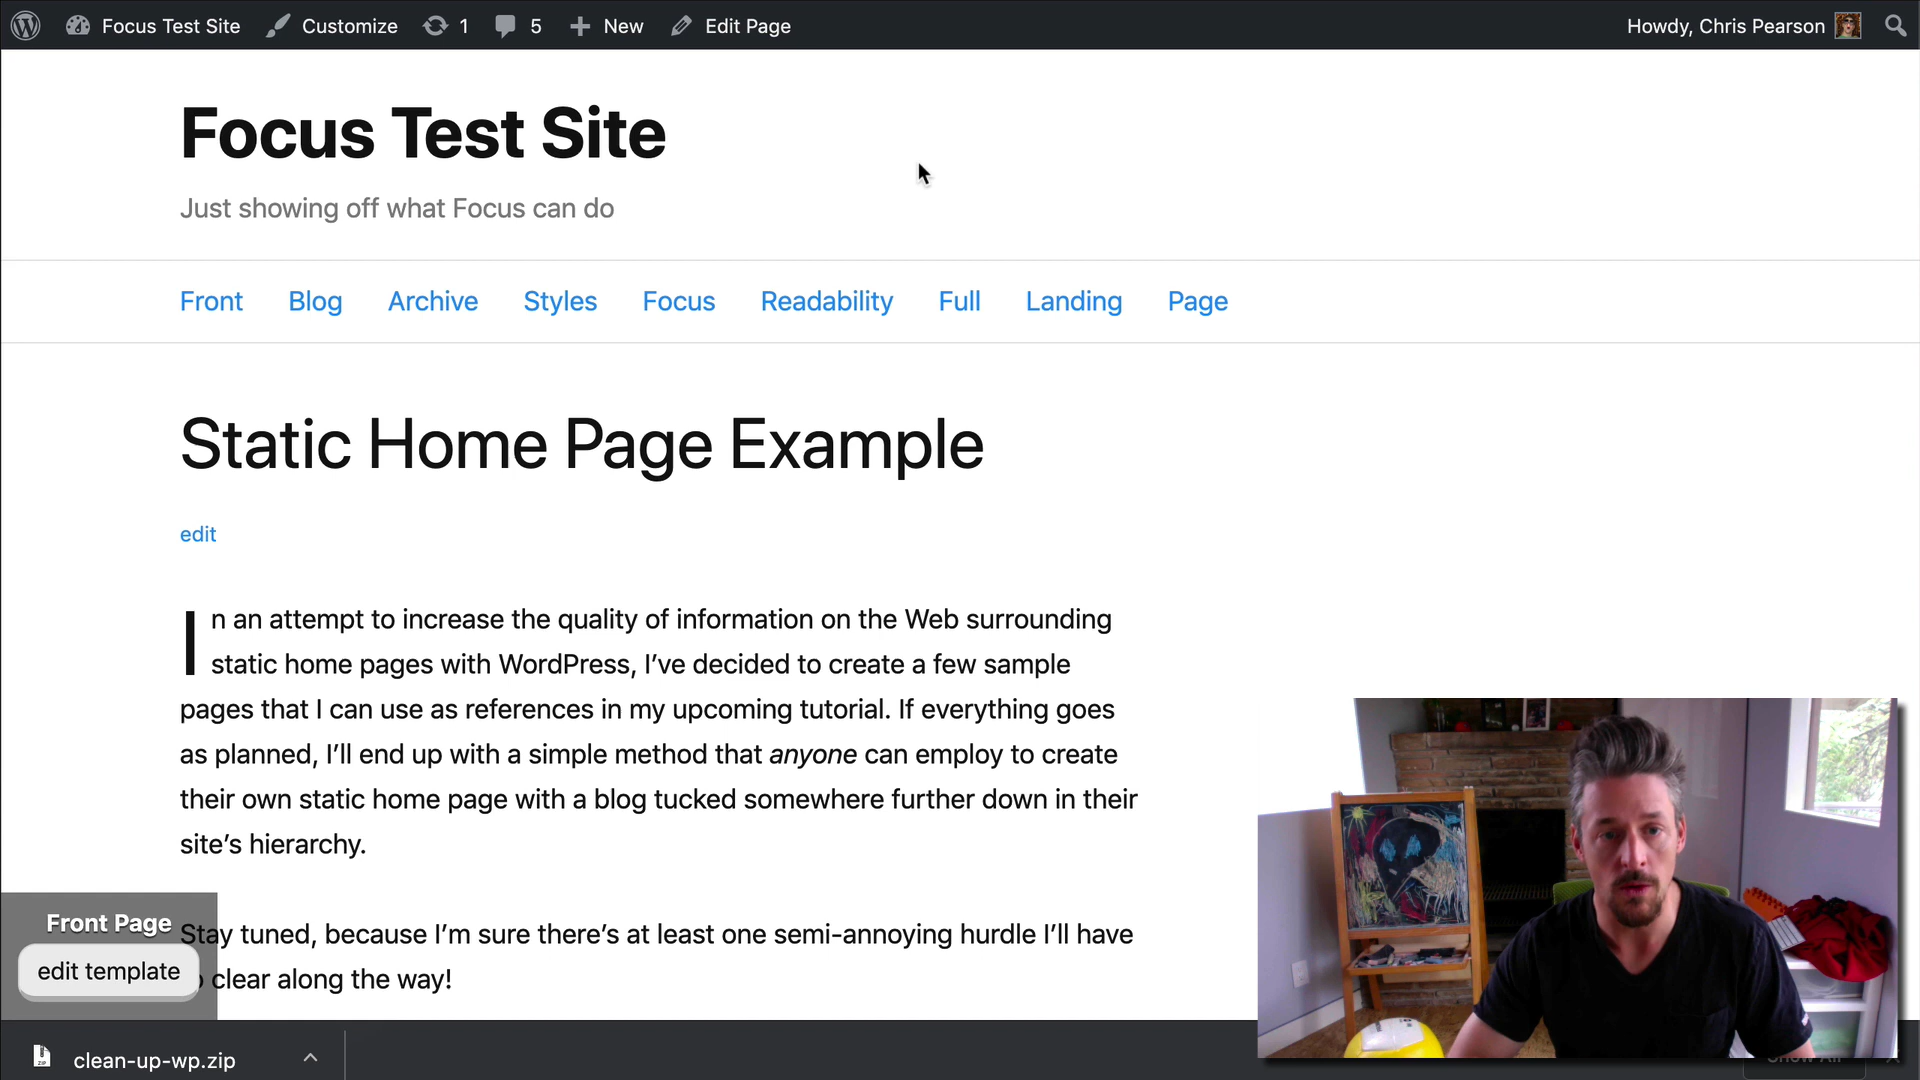 Focus Test Site
Customize
1
5
New
Edit Page
Howdy, Chris Pearson
Focus Test Site
Just showing off what Focus can do
Front
Blog
Archive
Styles
Focus
Readability
Full
Landing
Page
Static Home Page Example
edit
In an attempt to increase the quality of information on the Web surrounding
static home pages with WordPress, I’ve decided to create a few sample
pages that I can use as references in my upcoming tutorial. If everything goes
as planned, I’ll end up with a simple method that anyone can employ to create
their own static home page with a blog tucked somewhere further down in their
site’s hierarchy.
Front Page
Stay tuned, because I’m sure there’s at least one semi-annoying hurdle I’ll have
edit template
clear along the way!
clean-up-wp.zip
Show All